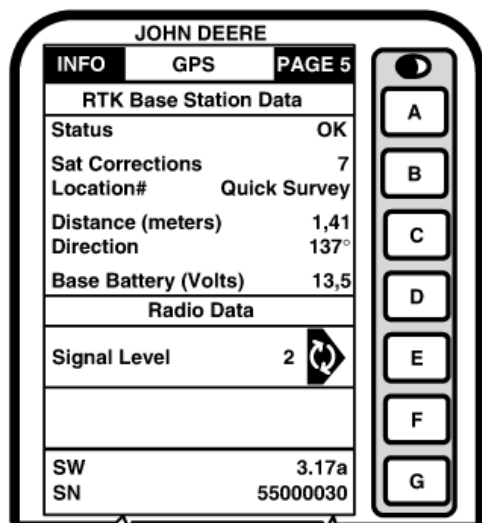 JOHN DEERE
INFO GPS PAGE 5
RTK Base Station Data
Status OK
Sat Corrections 7
Location# Quick Survey
Distance (meters) 1,41
Direction 137°
Base Battery (Volts) 13,5
Radio Data
Signal Level 2
SW 3.17a
SN 55000030
A
B
C
D
E
F
G